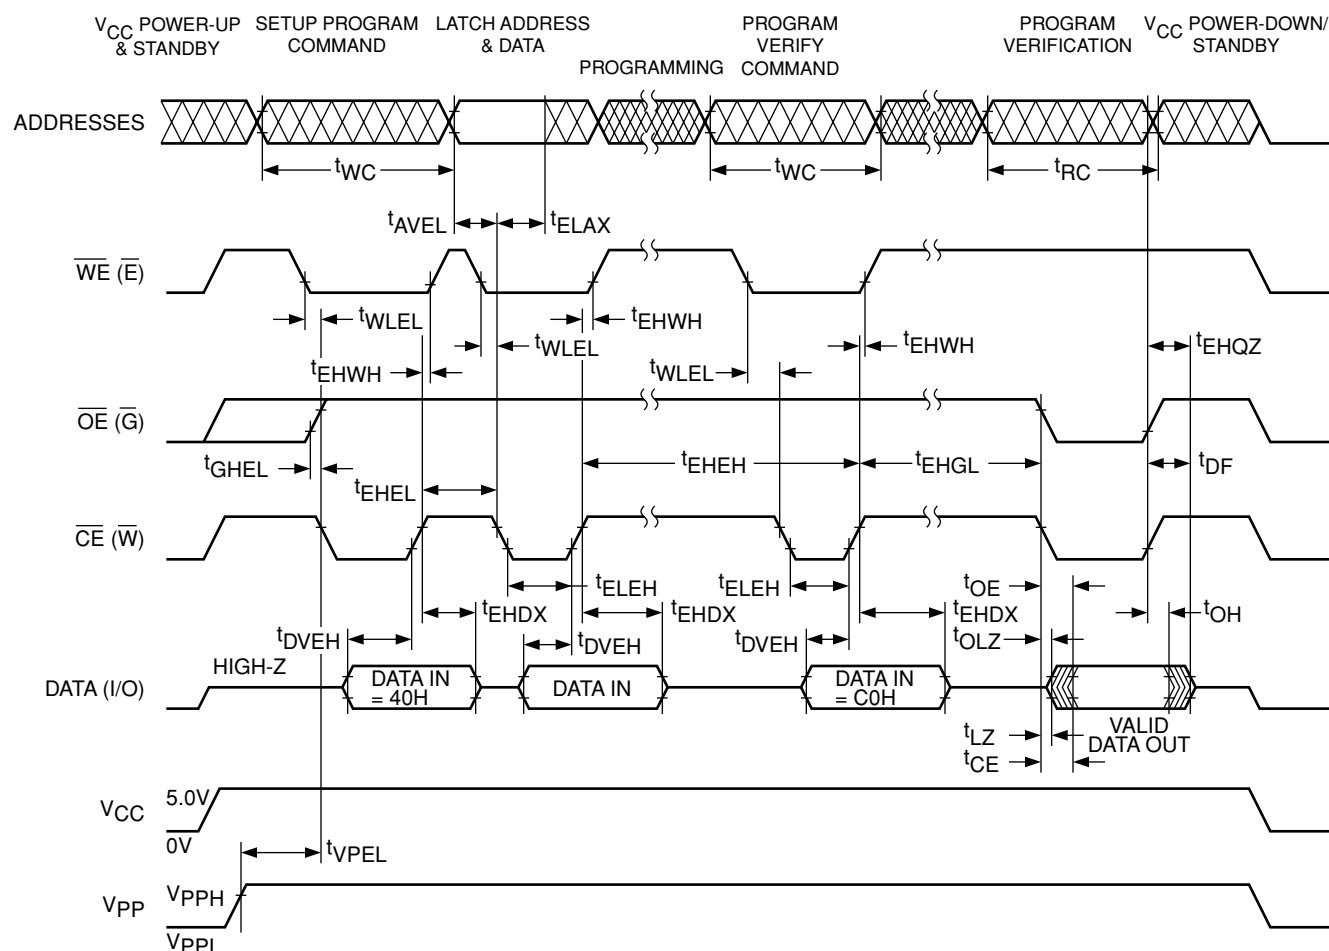 VCC POWER-UP & STANDBY
SETUP PROGRAM COMMAND
LATCH ADDRESS & DATA
PROGRAMMING
PROGRAM VERIFY COMMAND
PROGRAM VERIFICATION
VCC POWER-DOWN/ STANDBY
ADDRESSES
tWC
tWC
tRC
tAVEL
tELAX
WE (E)
tWLEL
tEHWH
tWLEL
tEHWH
tWLEL
tEHWH
tEHQZ
OE (G)
tGHEL
tEHEL
tEHEH
tEHGL
tDF
CE (W)
tELEH
tELEH
tOE
tEHDX
tEHDX
tEHDX
tOH
tDVEH
tDVEH
tDVEH
tOLZ
HIGH-Z
DATA (I/O)
DATA IN = 40H
DATA IN
DATA IN = C0H
VALID DATA OUT
tLZ
tCE
VCC
5.0V
0V
tVPEL
VPP
VPPH
VPPL